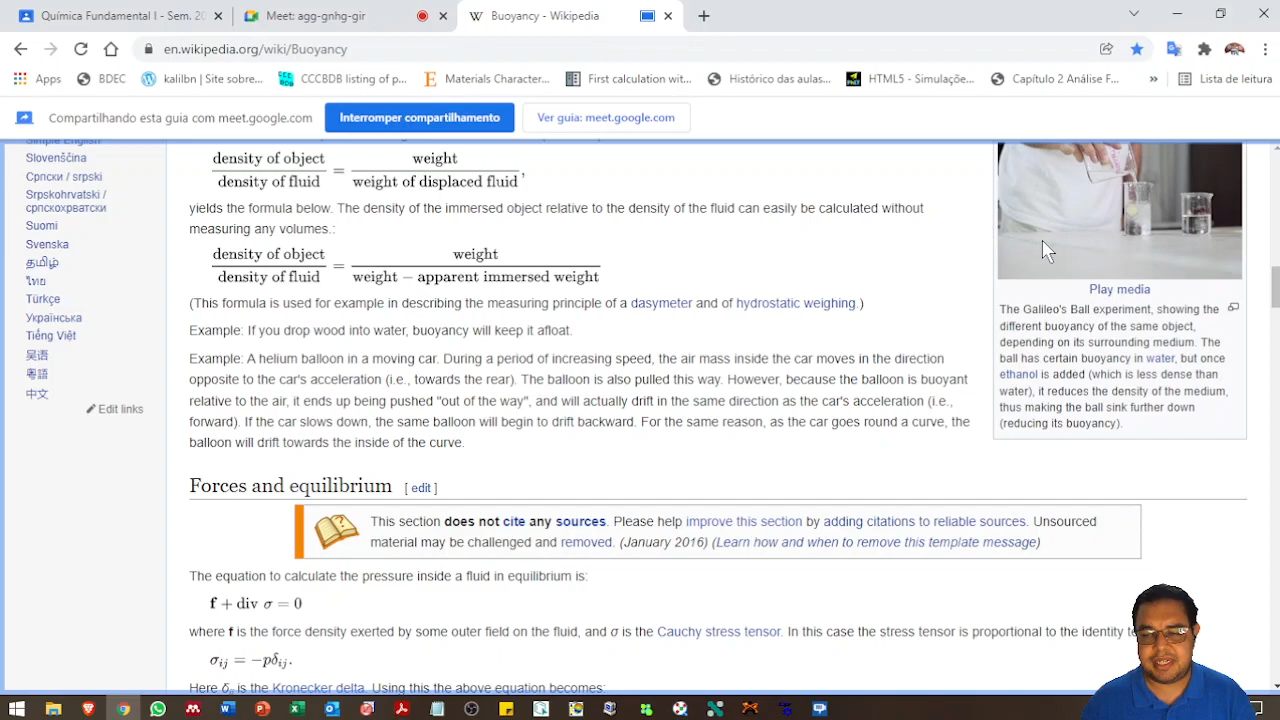 Química Fundamental I - Sem. 20
Meet: agg-gnhg-gir
Buoyancy - Wikipedia
en.wikipedia.org/wiki/Buoyancy
Apps
BDEC
kalilbn | Site sobre...
CCCBDB listing of p...
Materials Character...
First calculation wit...
Histórico das aulas...
HTML5 - Simulaçõe...
Capítulo 2 Análise F...
»
Lista de leitura
Compartilhando esta guia com meet.google.com
Interromper compartilhamento
Ver guia: meet.google.com
Simple English
Slovenščina
Српски / srpski
Srpskohrvatski /
српскохрватски
Suomi
Svenska
தமிழ்
ไทย
Türkçe
Українська
Tiếng Việt
吴语
粵語
中文
Edit links
density of object / density of fluid = weight / weight of displaced fluid,
yields the formula below. The density of the immersed object relative to the density of the fluid can easily be calculated without
measuring any volumes.:
density of object / density of fluid = weight / weight − apparent immersed weight
(This formula is used for example in describing the measuring principle of a dasymeter and of hydrostatic weighing.)
Example: If you drop wood into water, buoyancy will keep it afloat.
Example: A helium balloon in a moving car. During a period of increasing speed, the air mass inside the car moves in the direction
opposite to the car's acceleration (i.e., towards the rear). The balloon is also pulled this way. However, because the balloon is buoyant
relative to the air, it ends up being pushed "out of the way", and will actually drift in the same direction as the car's acceleration (i.e.,
forward). If the car slows down, the same balloon will begin to drift backward. For the same reason, as the car goes round a curve, the
balloon will drift towards the inside of the curve.
Play media
The Galileo's Ball experiment, showing the
different buoyancy of the same object,
depending on its surrounding medium. The
ball has certain buoyancy in water, but once
ethanol is added (which is less dense than
water), it reduces the density of the medium,
thus making the ball sink further down
(reducing its buoyancy).
Forces and equilibrium [ edit ]
This section does not cite any sources. Please help improve this section by adding citations to reliable sources. Unsourced
material may be challenged and removed. (January 2016) (Learn how and when to remove this template message)
The equation to calculate the pressure inside a fluid in equilibrium is:
f + div σ = 0
where f is the force density exerted by some outer field on the fluid, and σ is the Cauchy stress tensor. In this case the stress tensor is proportional to the identity
σij = −pδij.
Here δij is the Kronecker delta. Using this the above equation becomes: